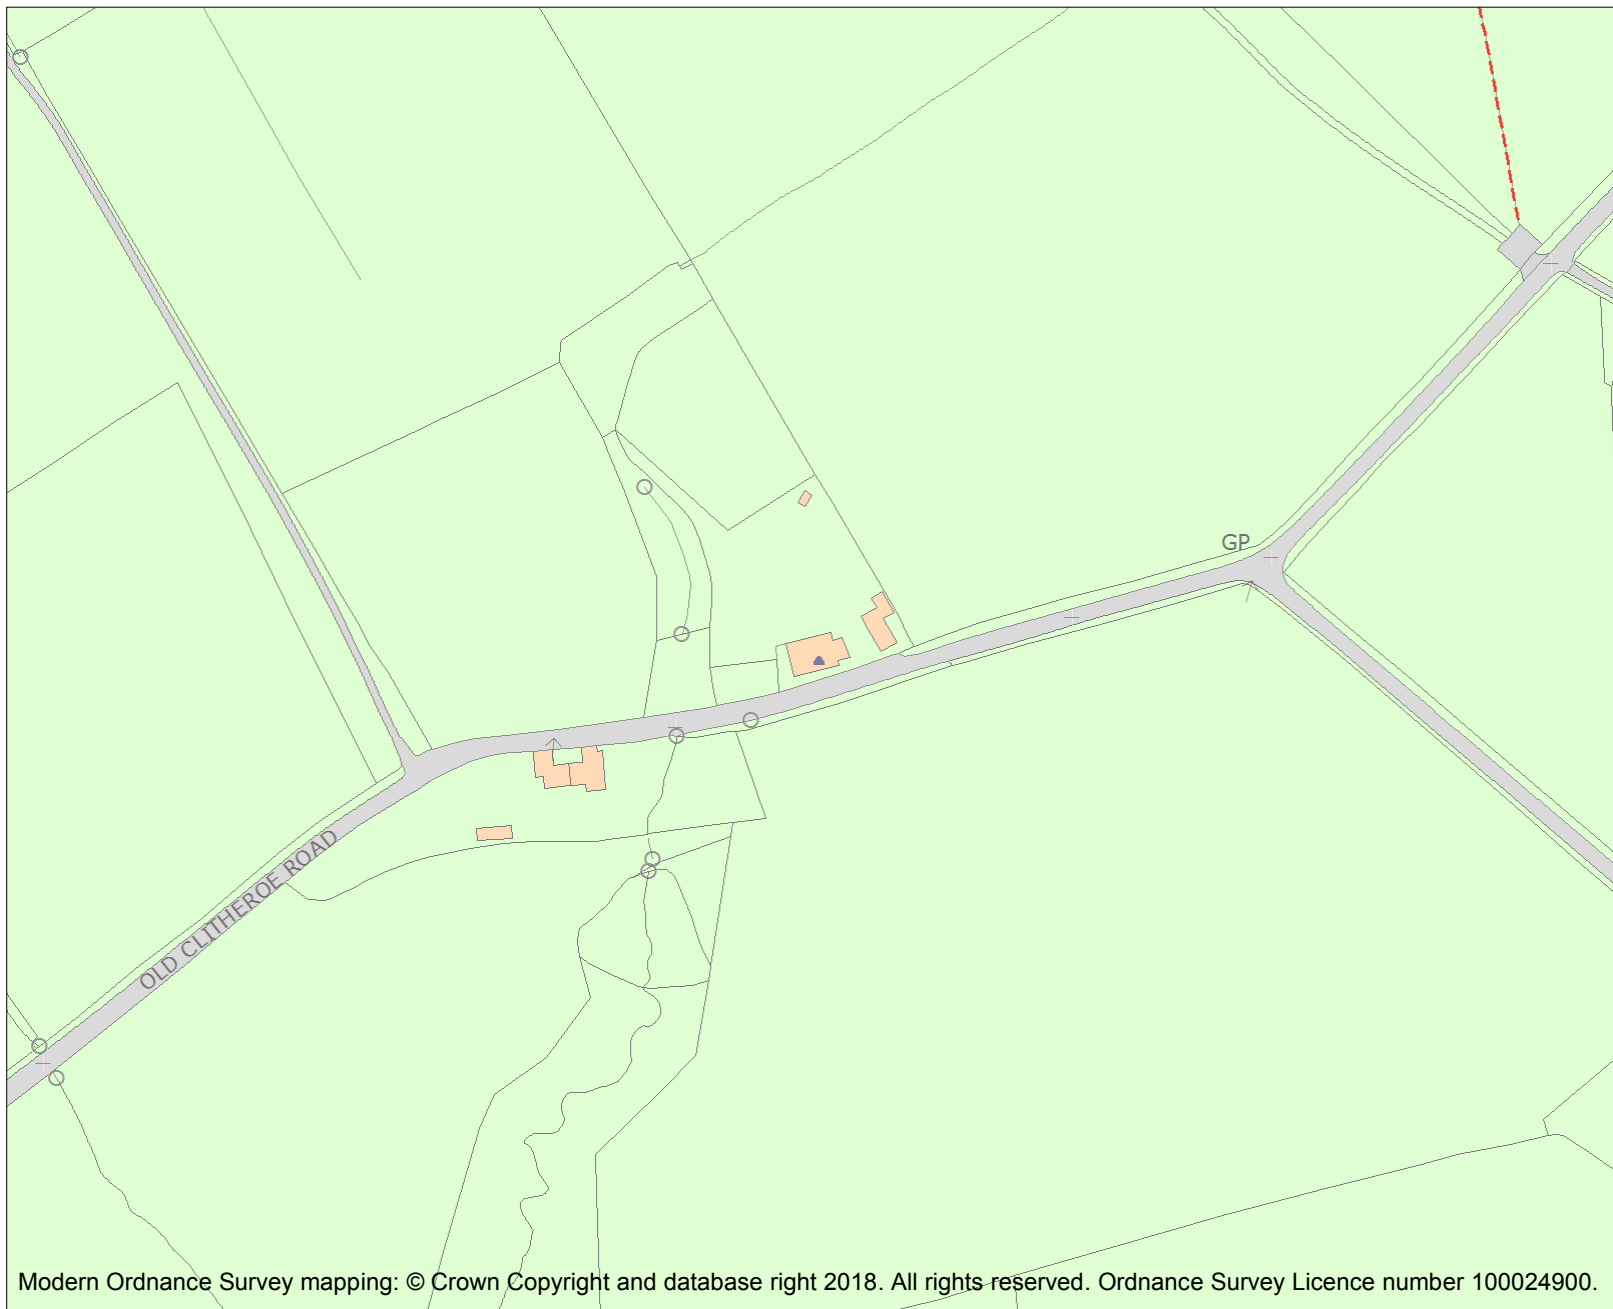 GP
OLD CLITHEROE ROAD
Modern Ordnance Survey mapping: © Crown Copyright and database right 2018. All rights reserved. Ordnance Survey Licence number 100024900.